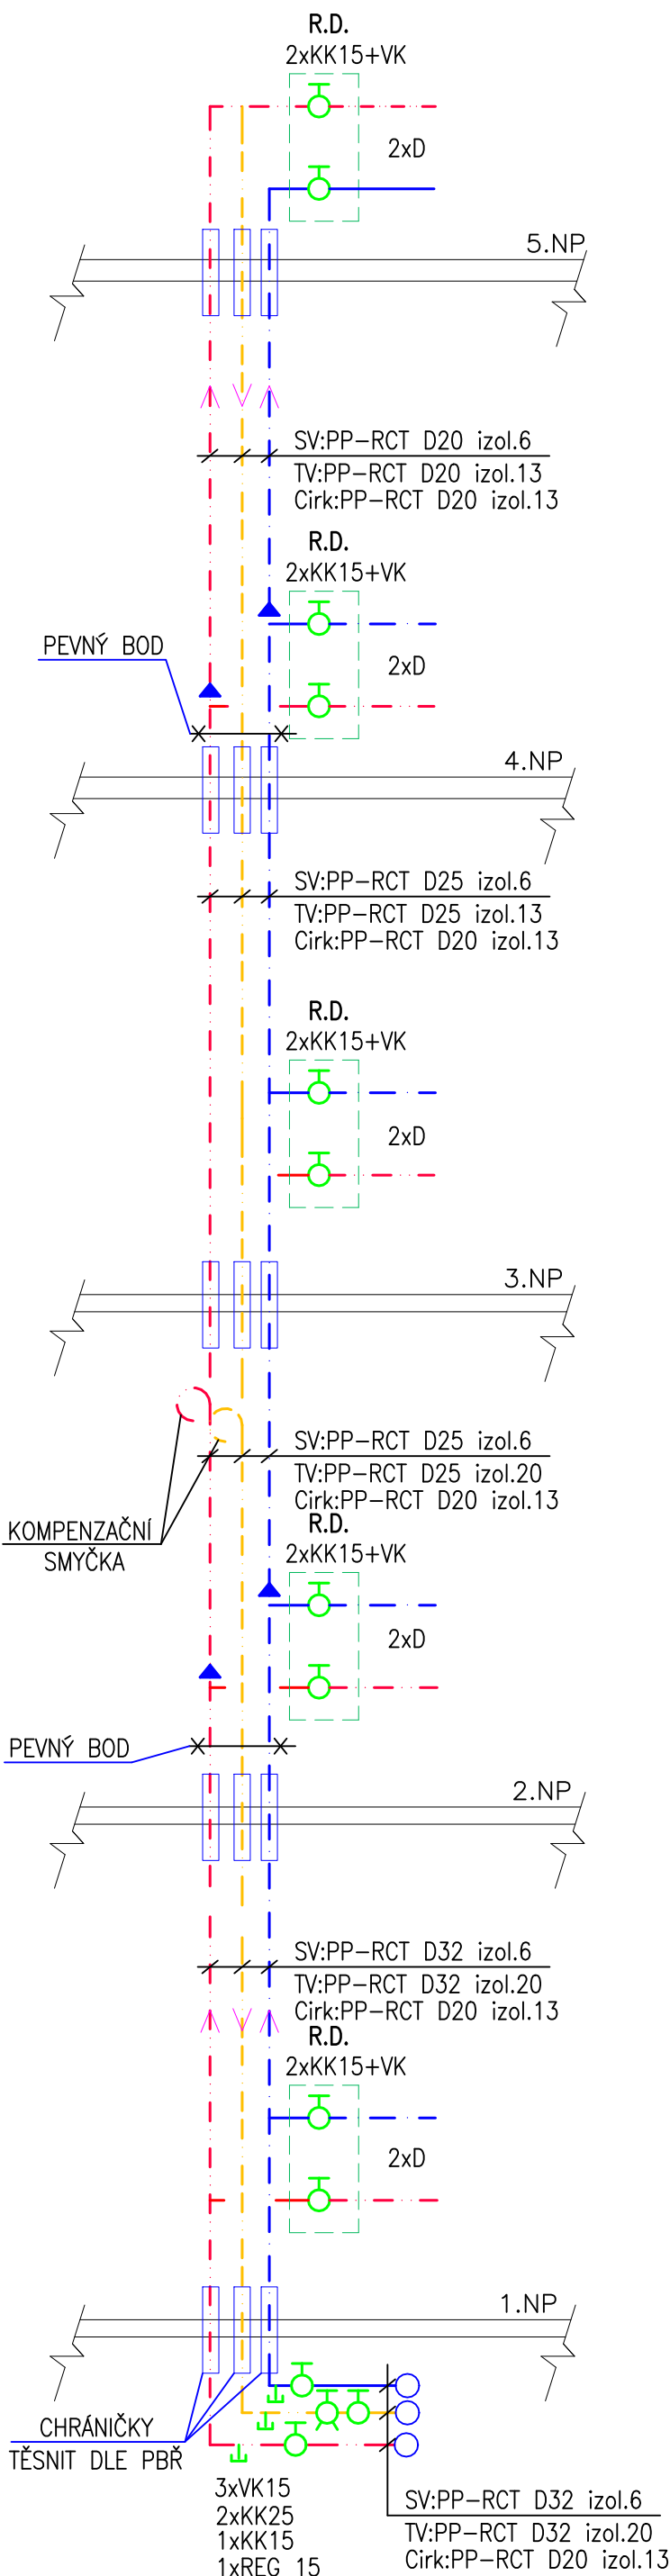 R.D.
2xKK15+VK
2xD
5.NP
SV:PP-RCT D20 izol.6
TV:PP-RCT D20 izol.13
Cirk:PP-RCT D20 izol.13
R.D.
2xKK15+VK
PEVNÝ BOD
2xD
4.NP
SV:PP-RCT D25 izol.6
TV:PP-RCT D25 izol.13
Cirk:PP-RCT D20 izol.13
R.D.
2xKK15+VK
2xD
3.NP
SV:PP-RCT D25 izol.6
TV:PP-RCT D25 izol.20
Cirk:PP-RCT D20 izol.13
KOMPENZAČNÍ
SMYČKA
R.D.
2xKK15+VK
2xD
PEVNÝ BOD
2.NP
SV:PP-RCT D32 izol.6
TV:PP-RCT D32 izol.20
Cirk:PP-RCT D20 izol.13
R.D.
2xKK15+VK
2xD
1.NP
CHRÁNIČKY
TĚSNIT DLE PBŘ
3xVK15
2xKK25
1xKK15
1xREG 15
SV:PP-RCT D32 izol.6
TV:PP-RCT D32 izol.20
Cirk:PP-RCT D20 izol.13